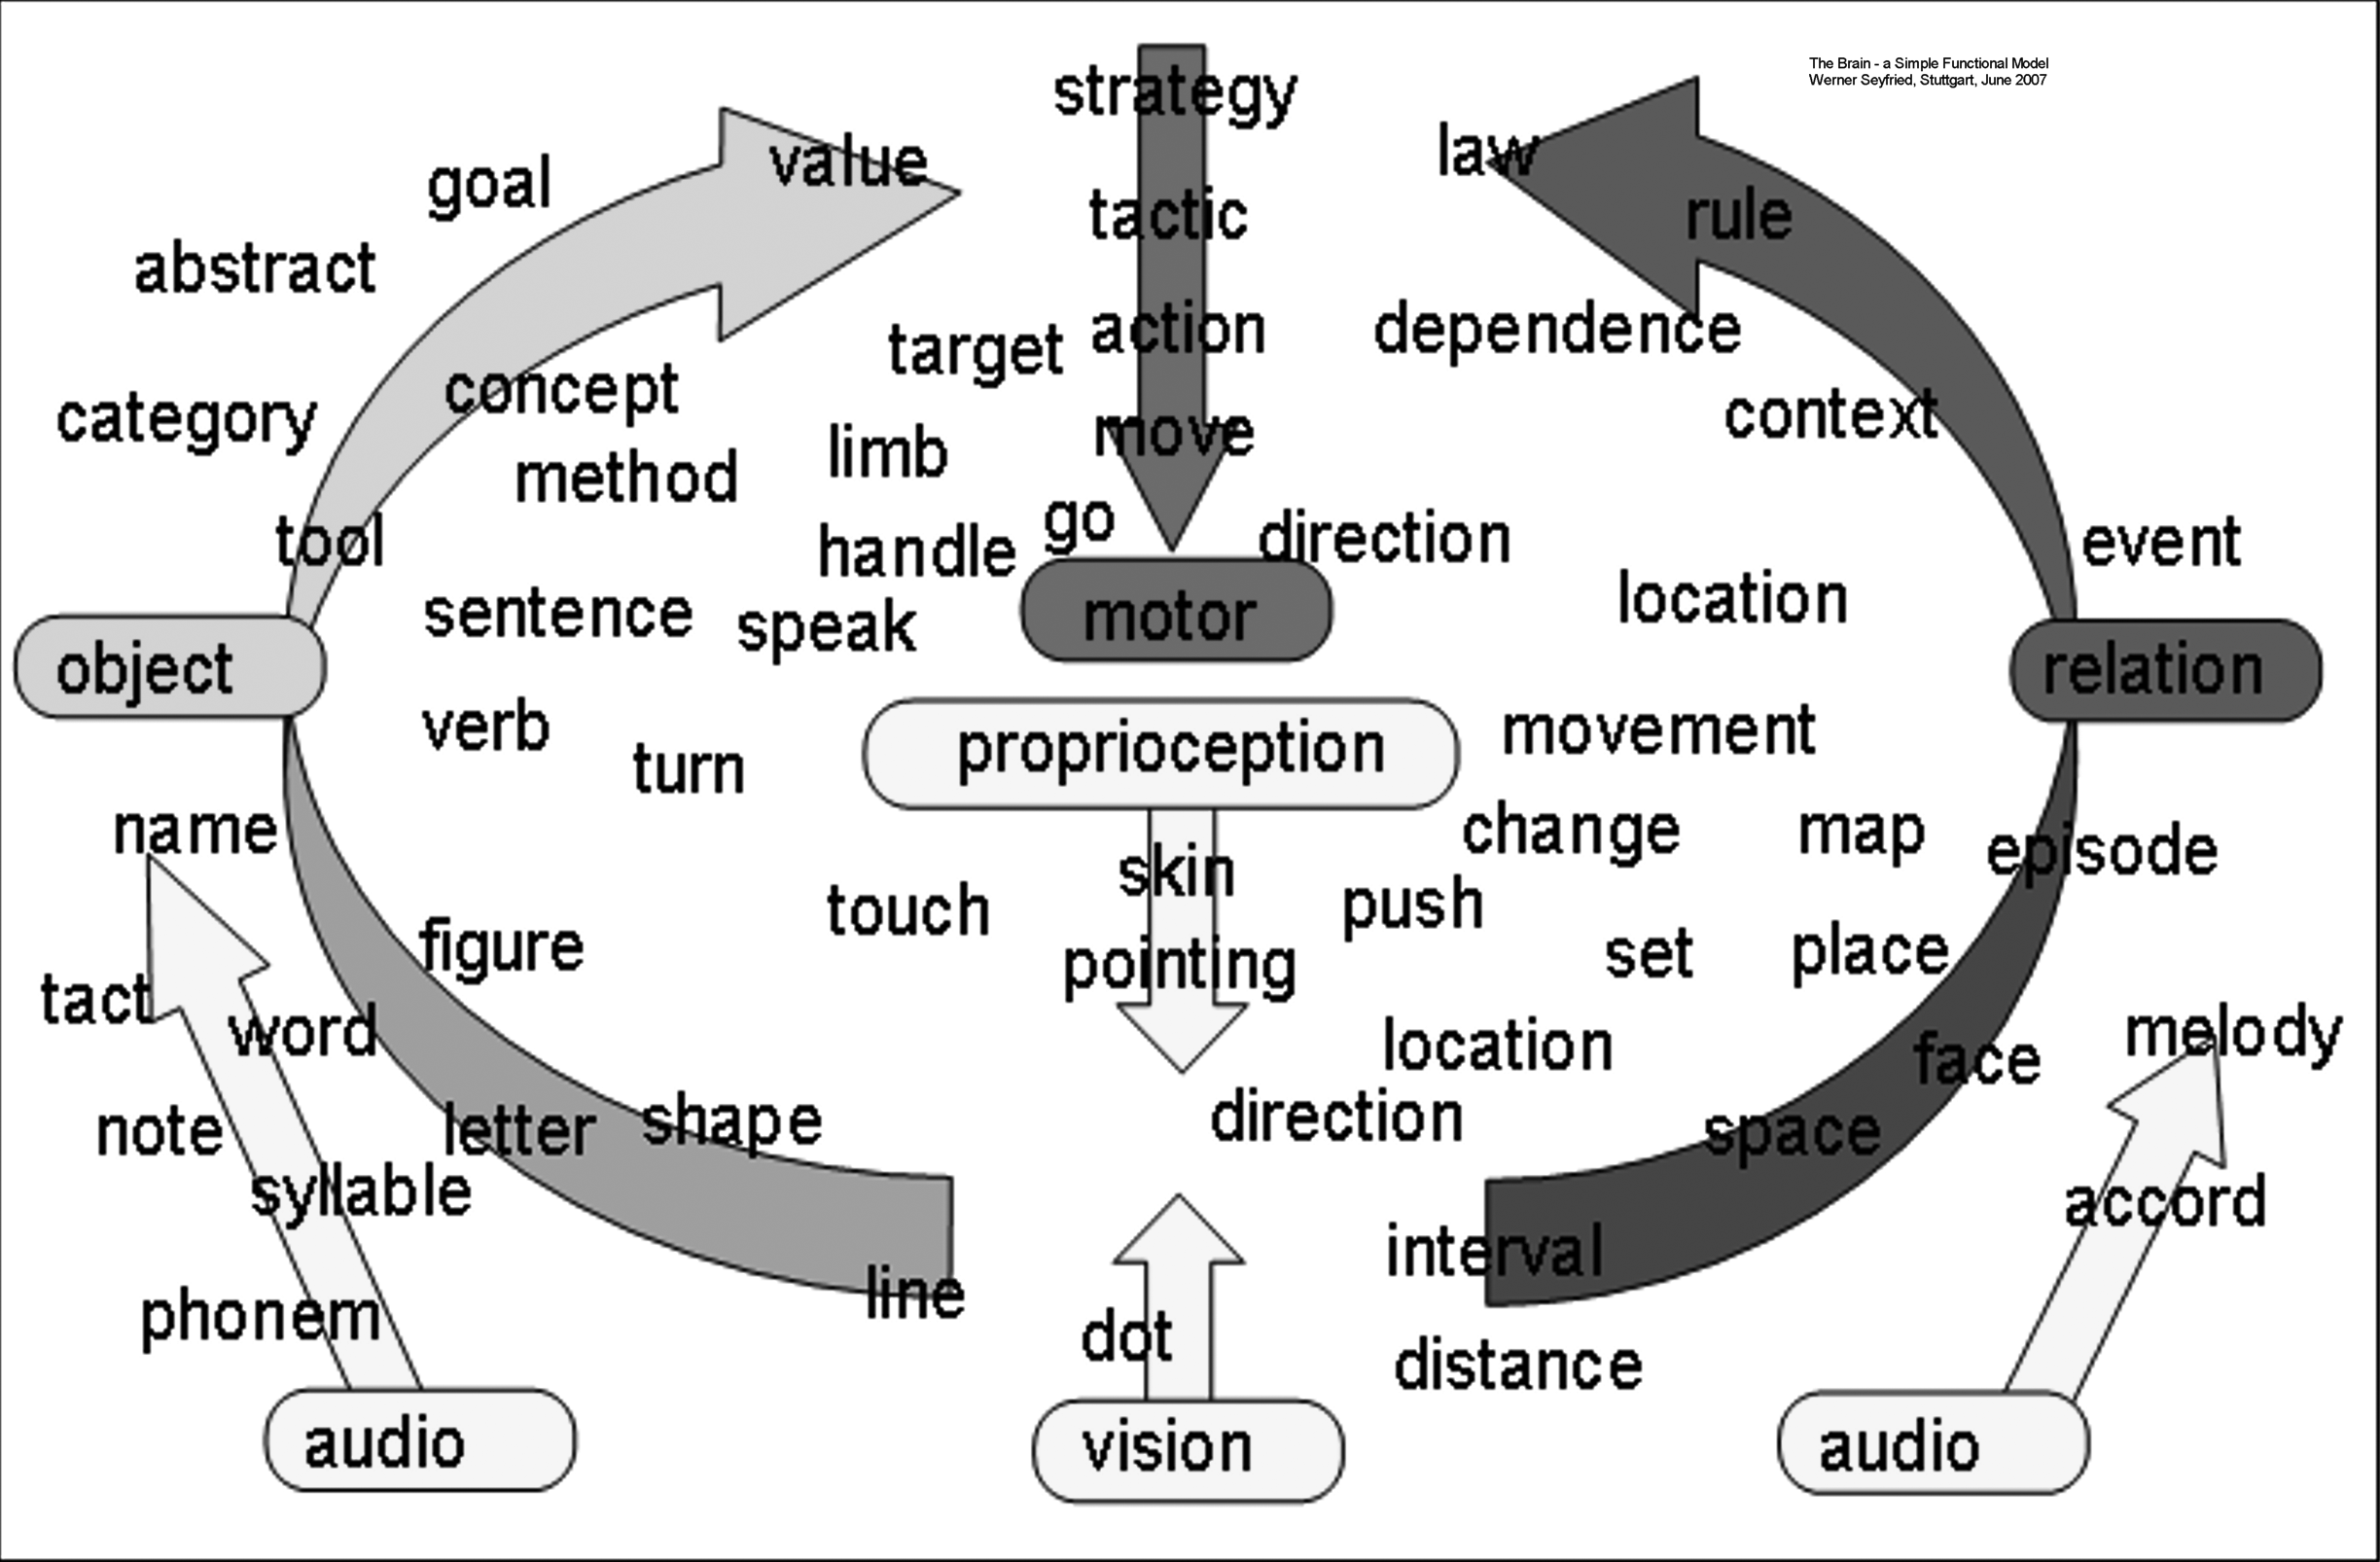 The Brain - a Simple Functional Model
Werner Seyfried, Stuttgart, June 2007
strategy
value
law
goal
tactic
rule
abstract
target
action
dependence
category
concept
move
context
method
limb
tool
handle
go
direction
event
sentence
speak
motor
location
object
relation
verb
turn
proprioception
movement
name
change
map
episode
figure
touch
skin
push
pointing
set
place
tact
word
location
face
melody
note
letter
shape
direction
space
syllable
accord
interval
phonem
line
dot
distance
audio
vision
audio